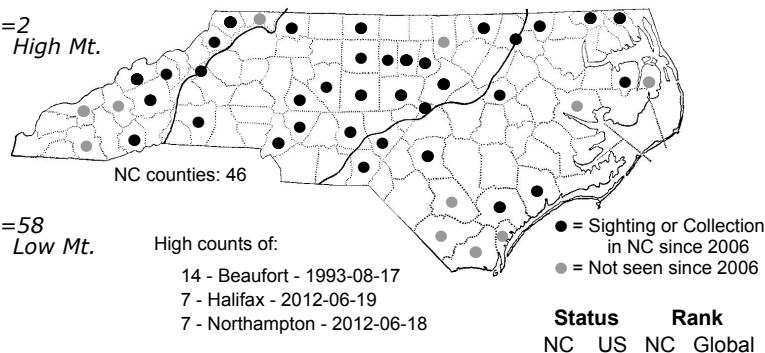 =2
High Mt.
NC counties: 46
=58
Low Mt.
High counts of:
14 - Beaufort - 1993-08-17
7 - Halifax - 2012-06-19
7 - Northampton - 2012-06-18
● = Sighting or Collection
in NC since 2006
● = Not seen since 2006
Status Rank
NC US NC Global